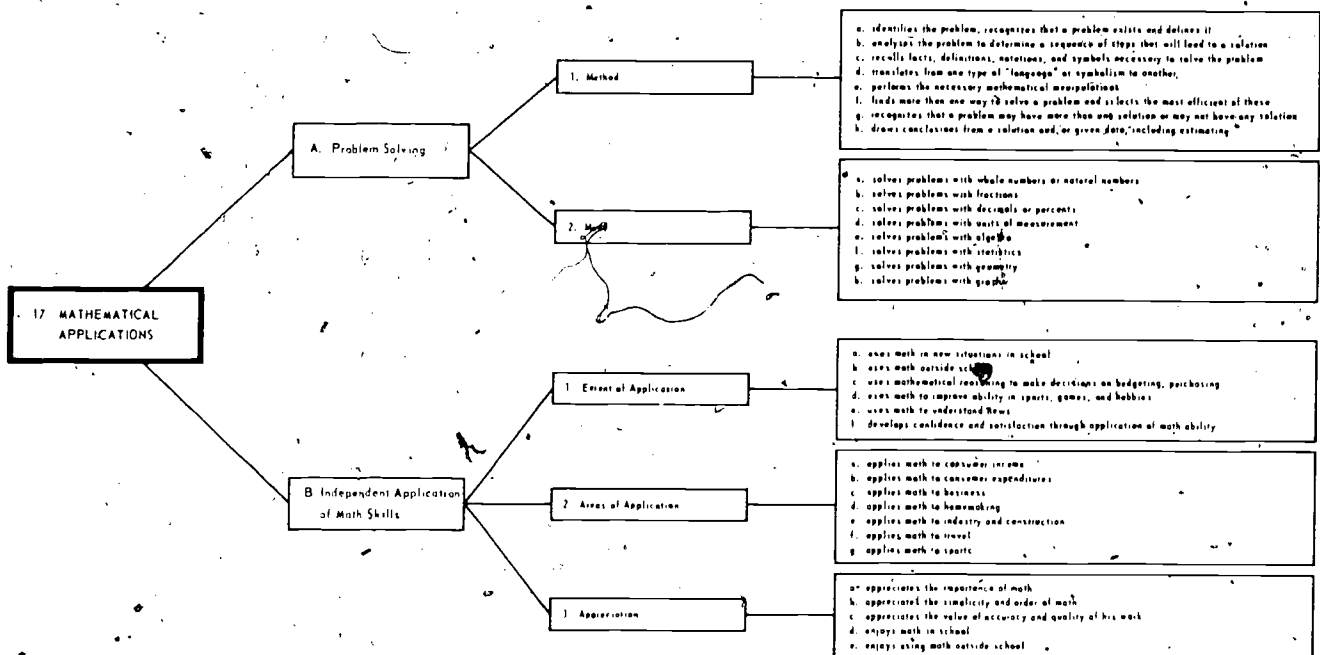 17 MATHEMATICAL
APPLICATIONS
A. Problem Solving
1. Method
a. identifies the problem, recognizes that a problem exists and defines it
b. analyses the problem to determine a sequence of steps that will lead to a solution
c. recalls facts, definitions, notations, and symbols necessary to solve the problem
d. translates from one type of "language" or symbolism to another,
e. performs the necessary mathematical manipulations
f. finds more than one way to solve a problem and selects the most efficient of these
g. recognizes that a problem may have more than one solution or may not have any solution
h. draws conclusions from a solution and/or given data, including estimating
2.
a. solves problems with whole numbers or natural numbers
b. solves problems with fractions
c. solves problems with decimals or percents
d. solves problems with units of measurement
e. solves problems with algebra
f. solves problems with statistics
g. solves problems with geometry
h. solves problems with graphs
B Independent Application
of Math Skills
1 Extent of Application
a. uses math in new situations in school
b uses math outside school
c uses mathematical reasoning to make decisions on budgeting, purchasing
d. uses math to improve ability in sports, games, and hobbies
e. uses math to understand news
f develops confidence and satisfaction through application of math ability
2 Areas of Application
a. applies math to consumer income
b. applies math to consumer expenditures
c applies math to business
d. applies math to homemaking
e applies math to industry and construction
f. applies math to travel
g applies math to sports
3 Appreciation
a appreciates the importance of math
b. appreciates the simplicity and order of math
c appreciates the value of accuracy and quality of his work
d. enjoys math in school
e. enjoys using math outside school